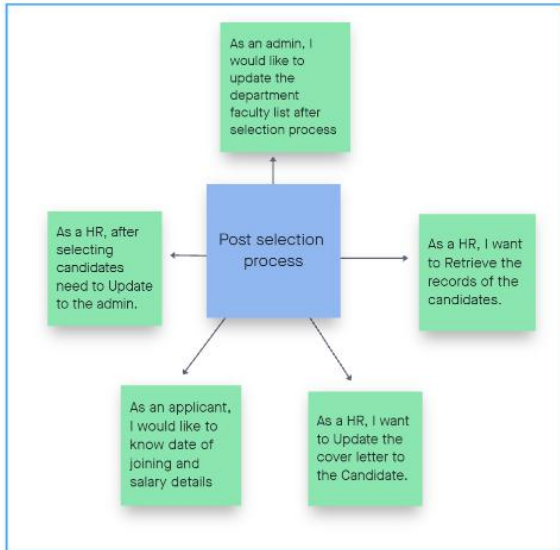 As an admin, I
would like to
update the
department
faculty list after
selection process
As a HR, after
selecting
candidates
need to Update
to the admin.
Post selection
process
As a HR, I want
to Retrieve the
records of the
candidates.
As an applicant,
I would like to
know date of
joining and
salary details
As a HR, I want
to Update the
cover letter to
the Candidate.